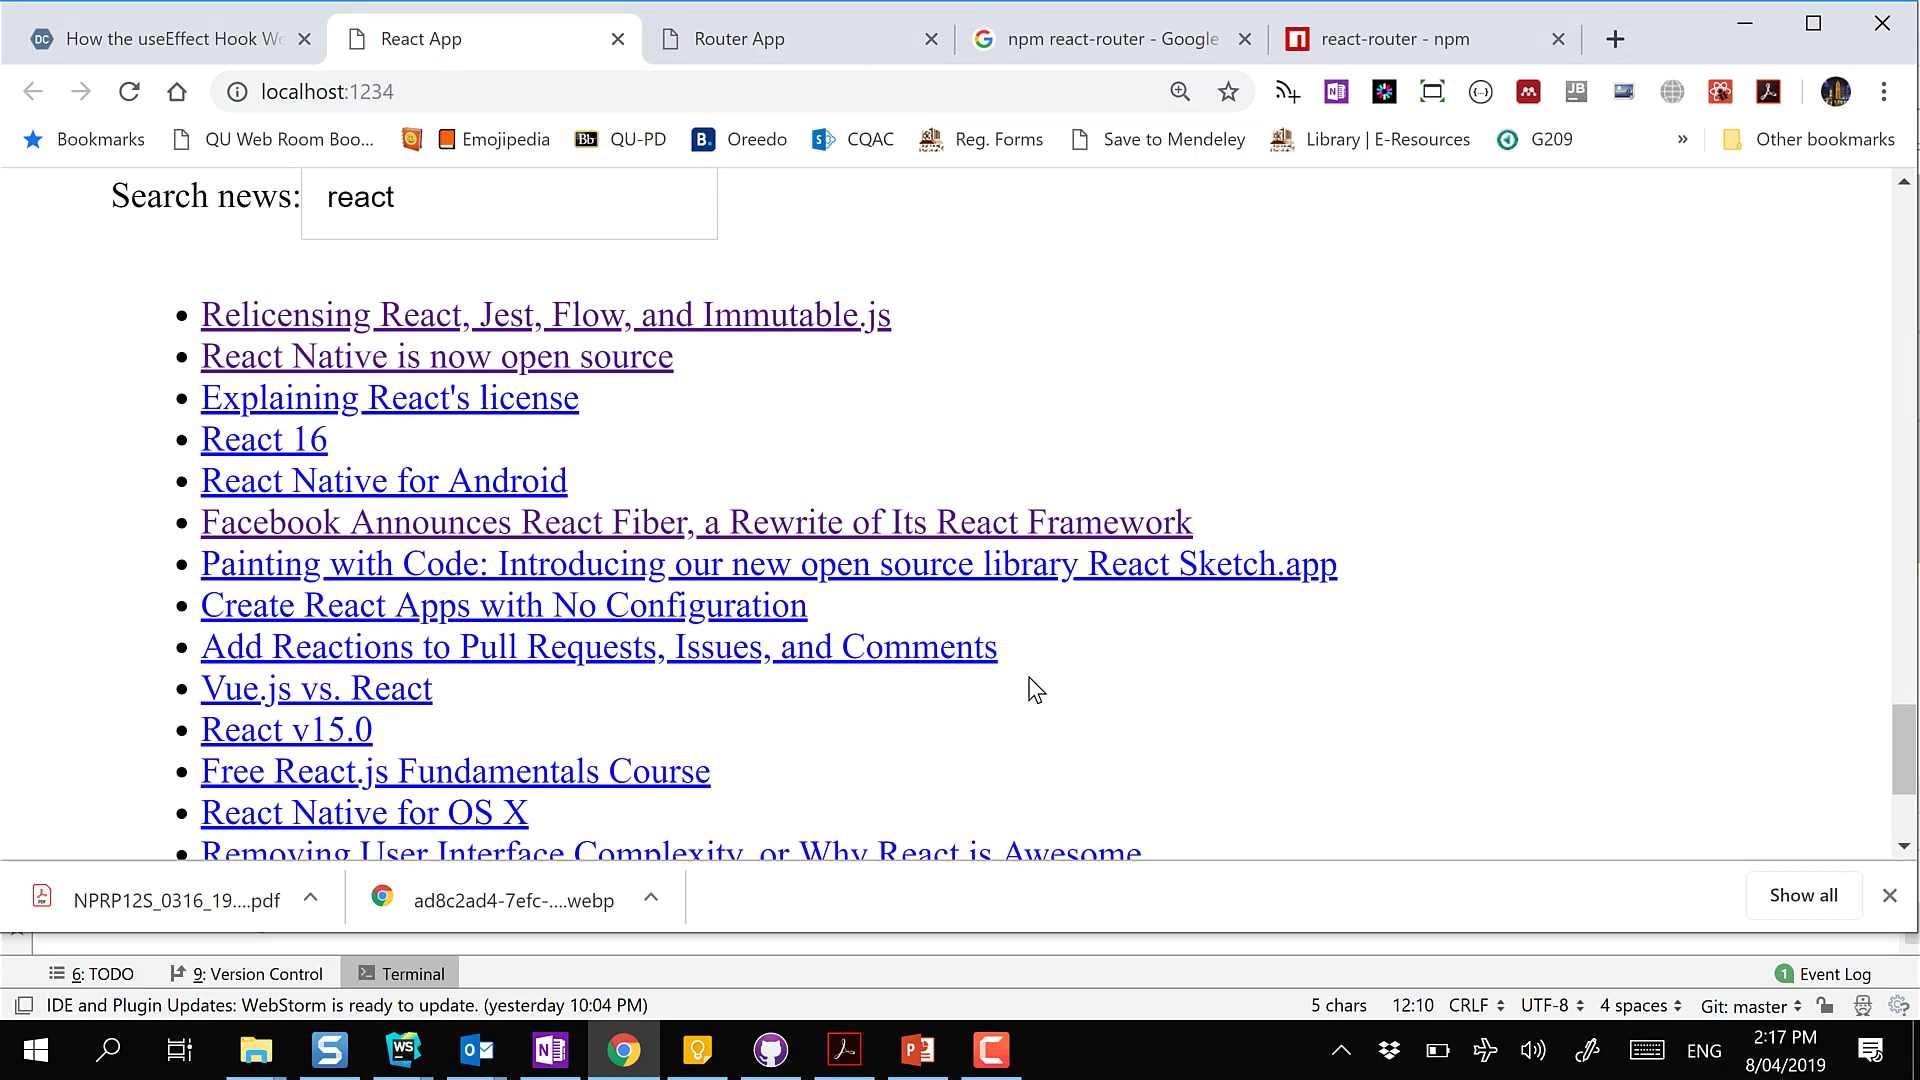 How the useEffect Hook Wo
React App
Router App
npm react-router - Google
react-router - npm
localhost:1234
Bookmarks
QU Web Room Boo...
Emojipedia
QU-PD
Oreedo
CQAC
Reg. Forms
Save to Mendeley
Library | E-Resources
G209
»
Other bookmarks
Search news: react
• Relicensing React, Jest, Flow, and Immutable.js
• React Native is now open source
• Explaining React's license
• React 16
• React Native for Android
• Facebook Announces React Fiber, a Rewrite of Its React Framework
• Painting with Code: Introducing our new open source library React Sketch.app
• Create React Apps with No Configuration
• Add Reactions to Pull Requests, Issues, and Comments
• Vue.js vs. React
• React v15.0
• Free React.js Fundamentals Course
• React Native for OS X
• Removing User Interface Complexity, or Why React is Awesome
NPRP12S_0316_19....pdf
ad8c2ad4-7efc-....webp
Show all
6: TODO
9: Version Control
Terminal
1 Event Log
IDE and Plugin Updates: WebStorm is ready to update. (yesterday 10:04 PM)
5 chars
12:10
CRLF
UTF-8
4 spaces
Git: master
ENG
2:17 PM
8/04/2019